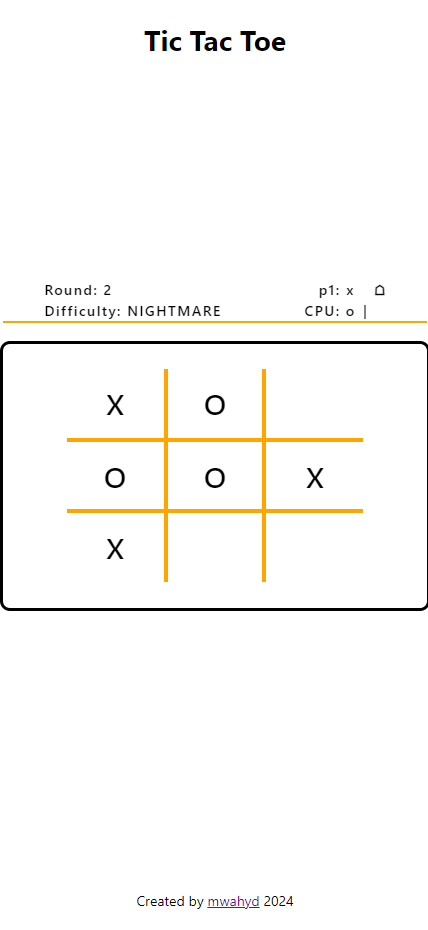 Tic Tac Toe
Round: 2 p1: x
Difficulty: NIGHTMARE CPU: o |
X O
O O X
X
Created by mwahyd 2024